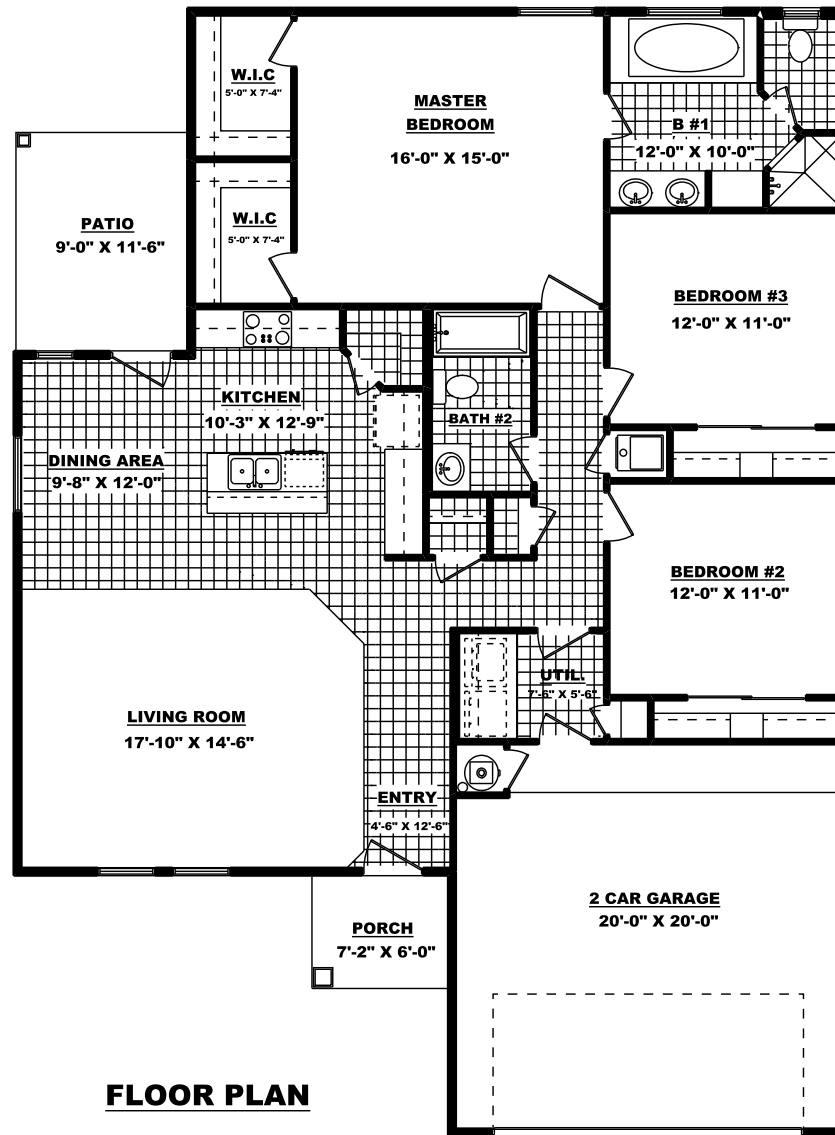 W.I.C
5'-0" X 7'-4"
MASTER
BEDROOM
16'-0" X 15'-0"
B #1
12'-0" X 10'-0"
PATIO
9'-0" X 11'-6"
W.I.C
5'-0" X 7'-4"
BEDROOM #3
12'-0" X 11'-0"
KITCHEN
10'-3" X 12'-9"
BATH #2
DINING AREA
9'-8" X 12'-0"
BEDROOM #2
12'-0" X 11'-0"
UTIL.
7'-6" X 5'-6"
LIVING ROOM
17'-10" X 14'-6"
ENTRY
4'-6" X 12'-6"
2 CAR GARAGE
20'-0" X 20'-0"
PORCH
7'-2" X 6'-0"
FLOOR PLAN